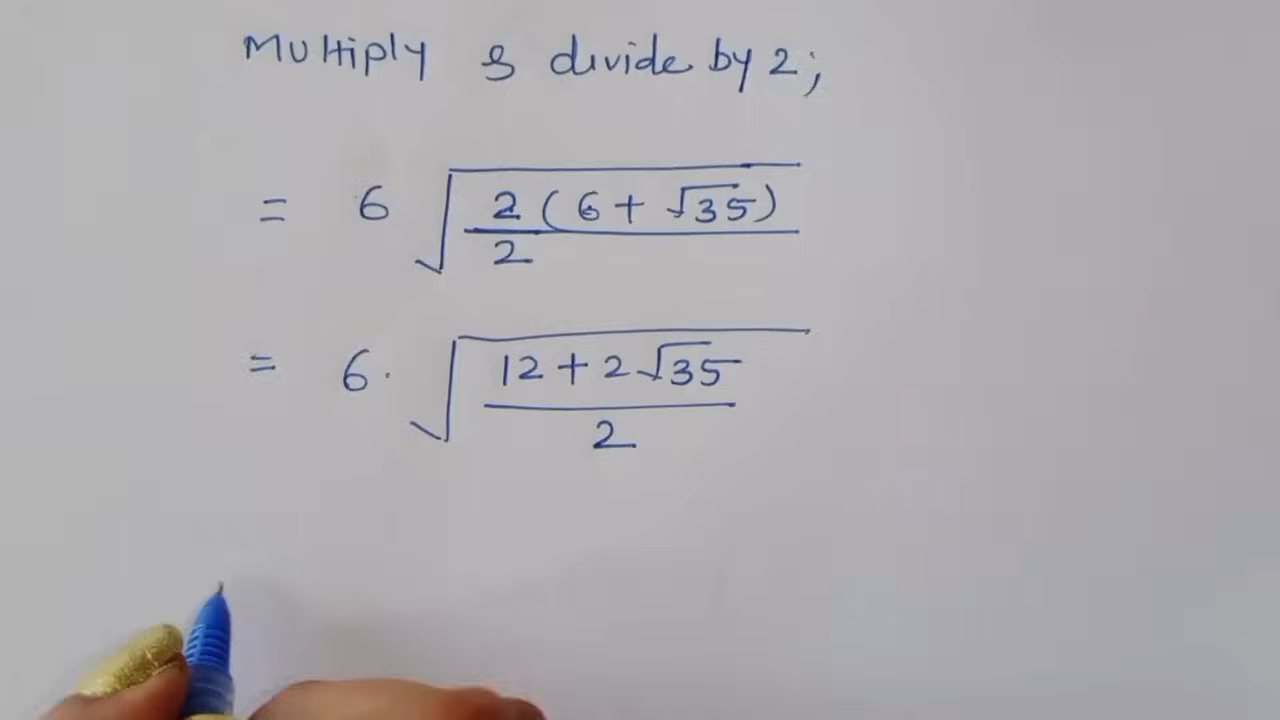 Multiply & divide by 2;
= 6 √(2(6+√35)/2)
= 6. √((12+2√35)/2)